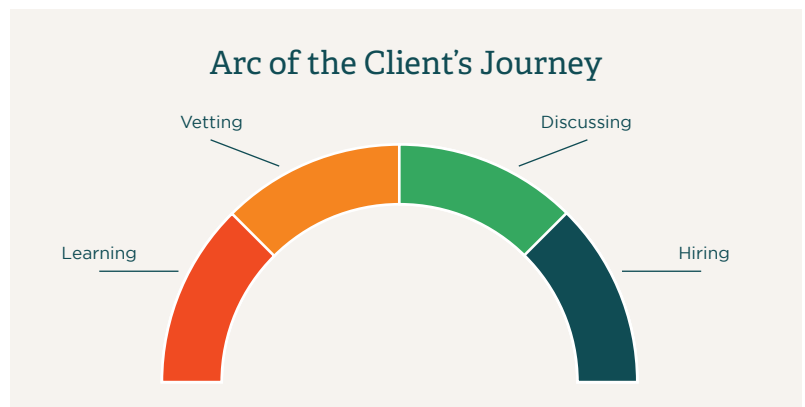 Arc of the Client’s Journey
Vetting
Discussing
Learning
Hiring